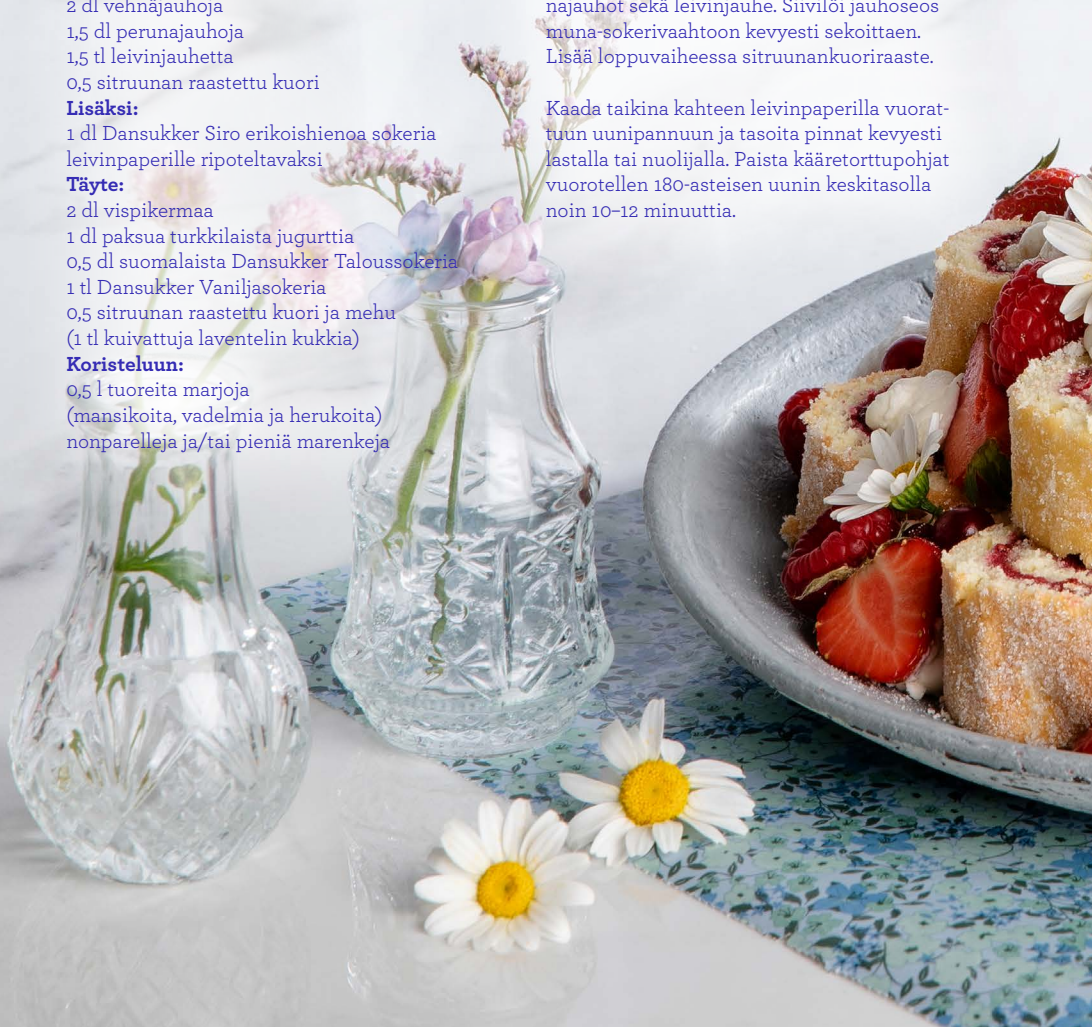 2 dl vehnäjauhoja
1,5 dl perunajauhoja
1,5 tl leivinjauhetta
0,5 sitruunan raastettu kuori
Lisäksi:
1 dl Dansukker Siro erikoishienoa sokeria
leivinpaperille ripoteltavaksi
Täyte:
2 dl vispikermaa
1 dl paksua turkkilaista jugurttia
0,5 dl suomalaista Dansukker Taloussokeria
1 tl Dansukker Vaniljasokeria
0,5 sitruunan raastettu kuori ja mehu
(1 tl kuivattuja laventelin kukkia)
Koristeluun:
0,5 l tuoreita marjoja
(mansikoita, vadelmia ja herukoita)
nonparelleja ja/tai pieniä marenkeja
najauhot sekä leivinjauhe. Siivilöi jauhoseos
muna-sokerivaahtoon kevyesti sekoittaen.
Lisää loppuvaiheessa sitruunankuoriraaste.
Kaada taikina kahteen leivinpaperilla vuorat-
tuun uunipannuun ja tasoita pinnat kevyesti
lastalla tai nuolijalla. Paista kääretorttupohjat
vuorotellen 180-asteisen uunin keskitasolla
noin 10–12 minuuttia.